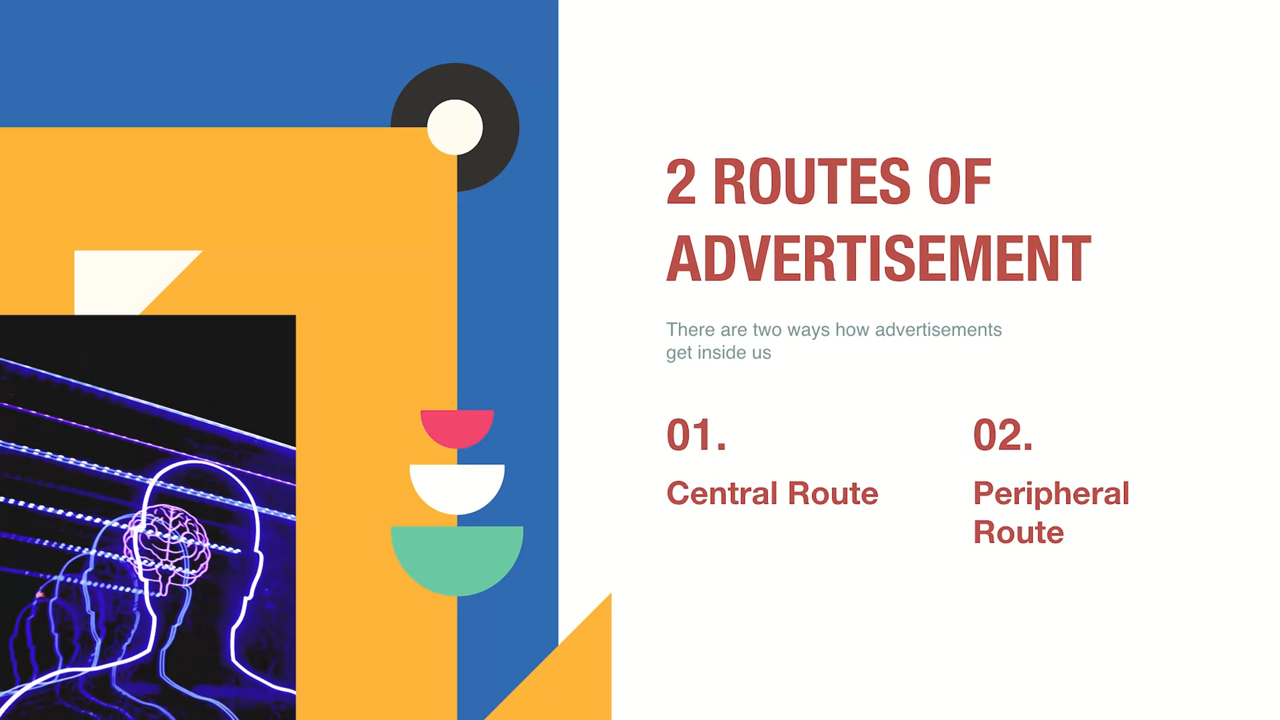 2 ROUTES OF
ADVERTISEMENT
There are two ways how advertisements
get inside us
01.
Central Route
02.
Peripheral
Route